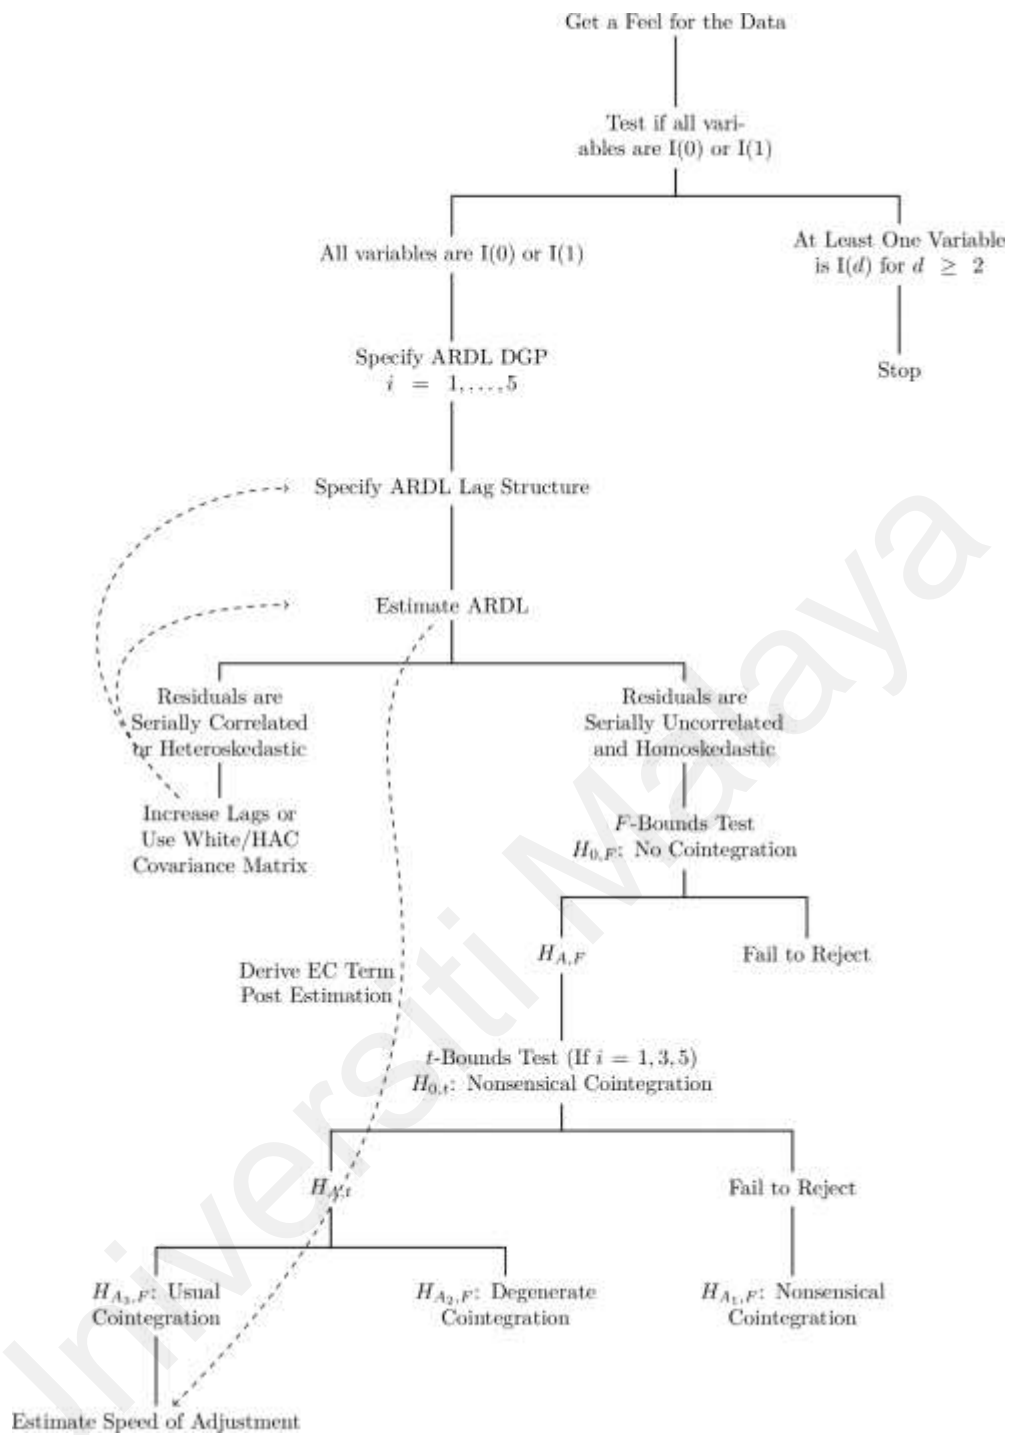 Get a Feel for the Data
Test if all vari-
ables are I(0) or I(1)
All variables are I(0) or I(1)
At Least One Variable
is I(d) for d ≥ 2
Specify ARDL DGP
i = 1, . . . , 5
Stop
Specify ARDL Lag Structure
Estimate ARDL
Residuals are
Serially Correlated
or Heteroskedastic
Residuals are
Serially Uncorrelated
and Homoskedastic
Increase Lags or
Use White/HAC
Covariance Matrix
F-Bounds Test
H0,F: No Cointegration
HA,F
Fail to Reject
Derive EC Term
Post Estimation
t-Bounds Test (If i = 1, 3, 5)
H0,t: Nonsensical Cointegration
HA,t
Fail to Reject
HA3,F: Usual
Cointegration
HA2,F: Degenerate
Cointegration
HA1,F: Nonsensical
Cointegration
Estimate Speed of Adjustment
Universiti Malaya